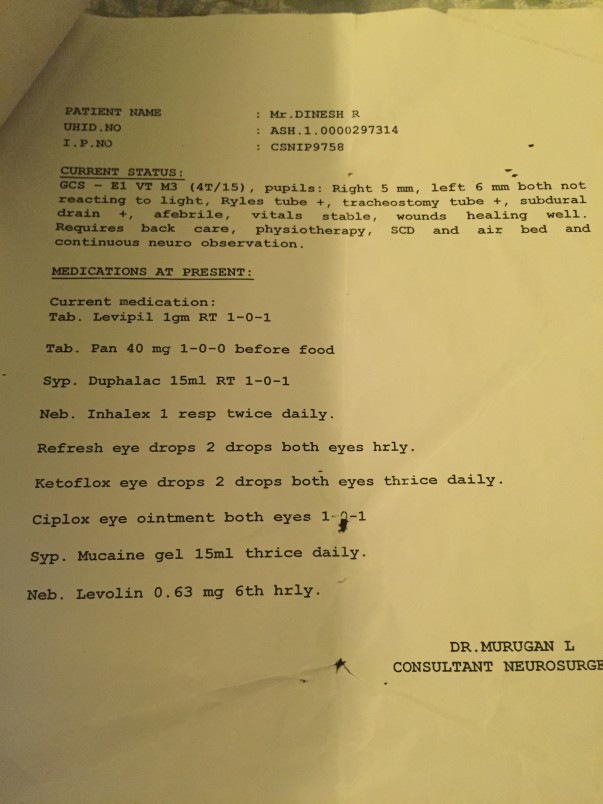 PATIENT NAME : Mr.DINESH R
UHID.NO : ASH.1.0000297314
I.P.NO : CSNIP9758
CURRENT STATUS:
GCS - E1 VT M3 (4T/15), pupils: Right 5 mm, left 6 mm both not
reacting to light, Ryles tube +, tracheostomy tube +, subdural
drain +, afebrile, vitals stable, wounds healing well.
Requires back care, physiotherapy, SCD and air bed and
continuous neuro observation.
MEDICATIONS AT PRESENT:
Current medication:
Tab. Levipil 1gm RT 1-0-1
Tab. Pan 40 mg 1-0-0 before food
Syp. Duphalac 15ml RT 1-0-1
Neb. Inhalex 1 resp twice daily.
Refresh eye drops 2 drops both eyes hrly.
Ketoflox eye drops 2 drops both eyes thrice daily.
Ciplox eye ointment both eyes 1-0-1
Syp. Mucaine gel 15ml thrice daily.
Neb. Levolin 0.63 mg 6th hrly.
DR.MURUGAN L
CONSULTANT NEUROSURGE